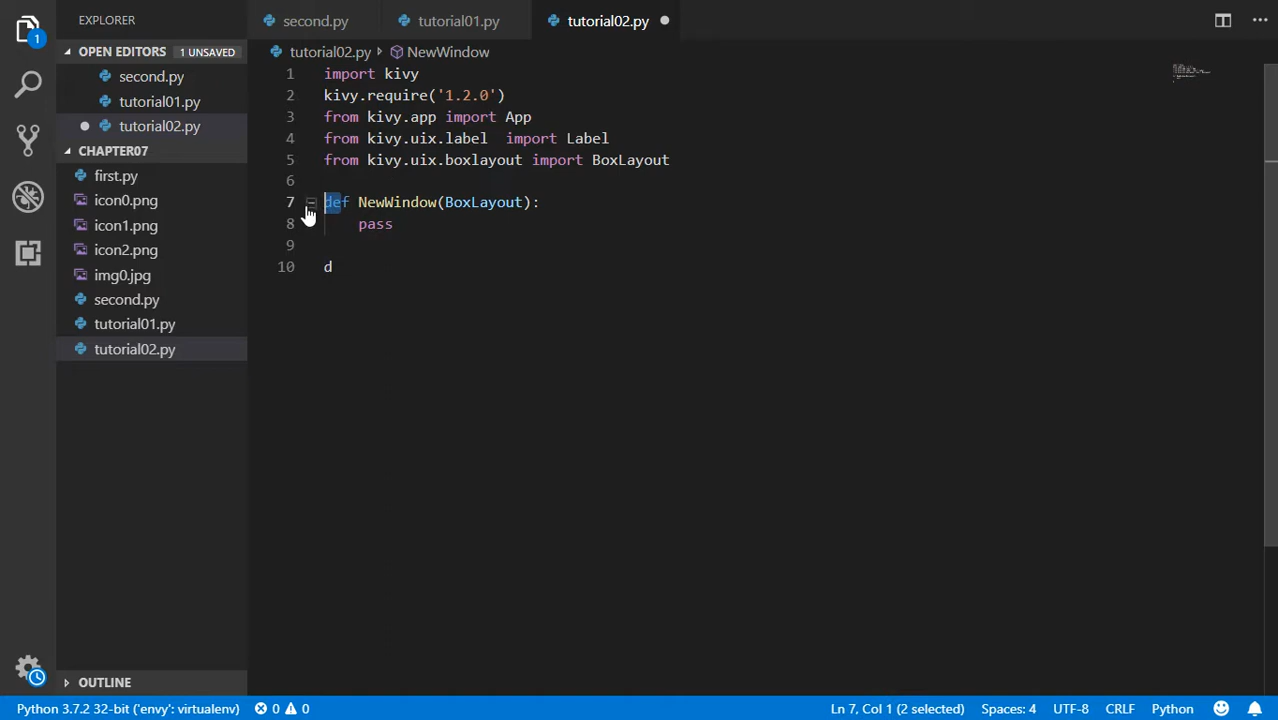 EXPLORER
second.py
tutorial01.py
tutorial02.py
1
OPEN EDITORS
1 UNSAVED
second.py
tutorial01.py
tutorial02.py
CHAPTER07
first.py
icon0.png
icon1.png
icon2.png
img0.jpg
second.py
tutorial01.py
tutorial02.py
OUTLINE
tutorial02.py NewWindow
1 import kivy
2 kivy.require('1.2.0')
3 from kivy.app import App
4 from kivy.uix.label  import Label
5 from kivy.uix.boxlayout import BoxLayout
6
7 def NewWindow(BoxLayout):
8     pass
9
10 d
Python 3.7.2 32-bit ('envy': virtualenv) 0 0 Ln 7, Col 1 (2 selected) Spaces: 4 UTF-8 CRLF Python